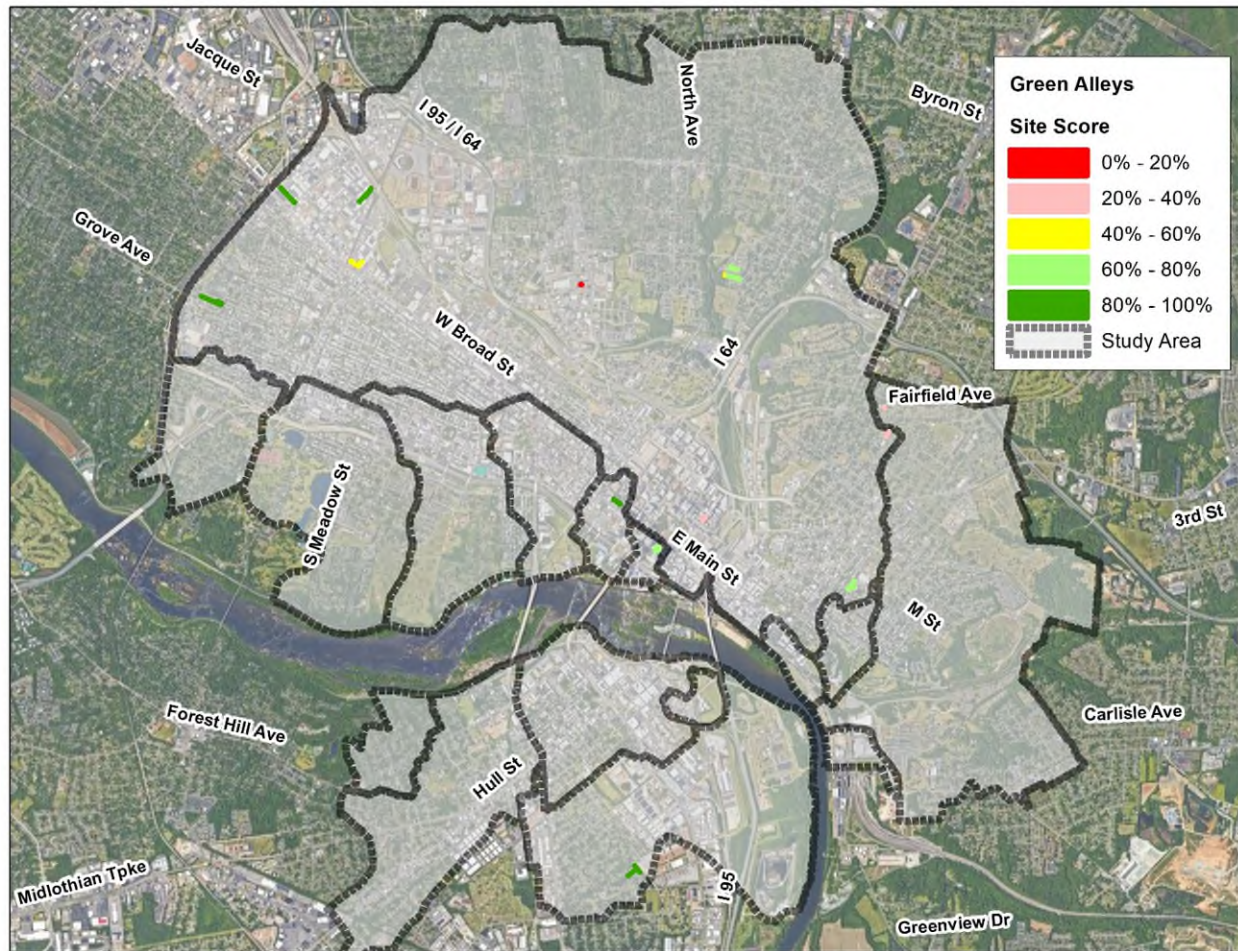 Jacque St
North Ave
Byron St
I 95 / I 64
Green Alleys
Site Score
0% - 20%
20% - 40%
40% - 60%
60% - 80%
80% - 100%
Study Area
Grove Ave
W Broad St
I 64
Fairfield Ave
S Meadow St
3rd St
E Main St
M St
Forest Hill Ave
Carlisle Ave
Hull St
Midlothian Tpke
I 95
Greenview Dr